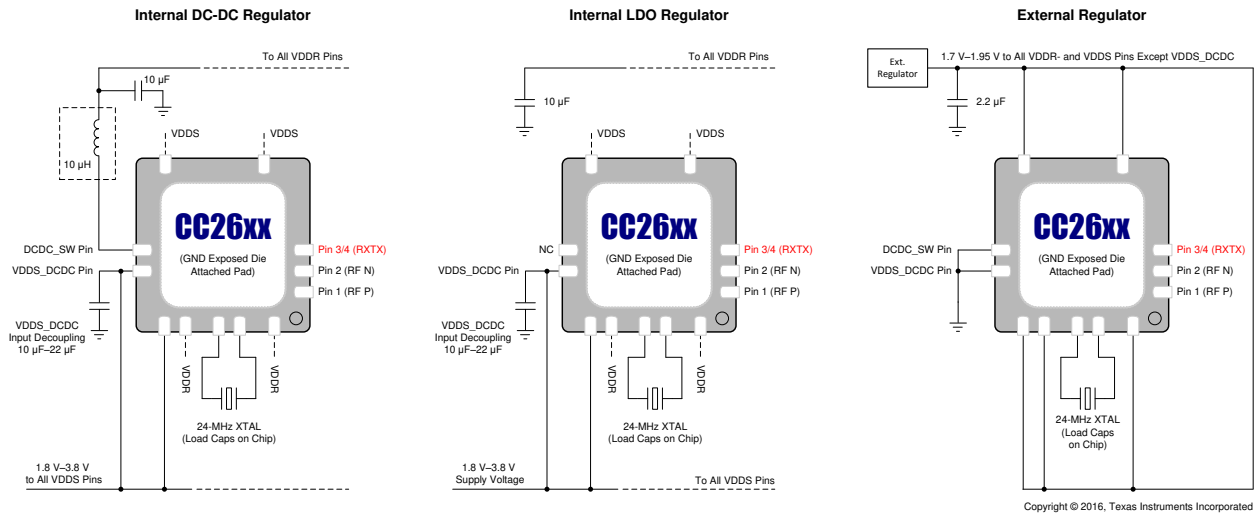 Internal DC-DC Regulator
To All VDDR Pins
10 µF
10 µH
VDDS
VDDS
CC26xx
(GND Exposed Die
Attached Pad)
DCDC_SW Pin
VDDS_DCDC Pin
Pin 3/4 (RXTX)
Pin 2 (RF N)
Pin 1 (RF P)
VDDS_DCDC
Input Decoupling
10 µF–22 µF
VDDR
VDDR
24-MHz XTAL
(Load Caps on Chip)
1.8 V–3.8 V
to All VDDS Pins
Internal LDO Regulator
To All VDDR Pins
10 µF
VDDS
VDDS
CC26xx
(GND Exposed Die
Attached Pad)
NC
VDDS_DCDC Pin
Pin 3/4 (RXTX)
Pin 2 (RF N)
Pin 1 (RF P)
VDDS_DCDC
Input Decoupling
10 µF–22 µF
VDDR
VDDR
24-MHz XTAL
(Load Caps on Chip)
1.8 V–3.8 V
Supply Voltage
To All VDDS Pins
External Regulator
Ext.
Regulator
1.7 V–1.95 V to All VDDR- and VDDS Pins Except VDDS_DCDC
2.2 µF
CC26xx
(GND Exposed Die
Attached Pad)
DCDC_SW Pin
VDDS_DCDC Pin
Pin 3/4 (RXTX)
Pin 2 (RF N)
Pin 1 (RF P)
24-MHz XTAL
(Load Caps
on Chip)
Copyright © 2016, Texas Instruments Incorporated